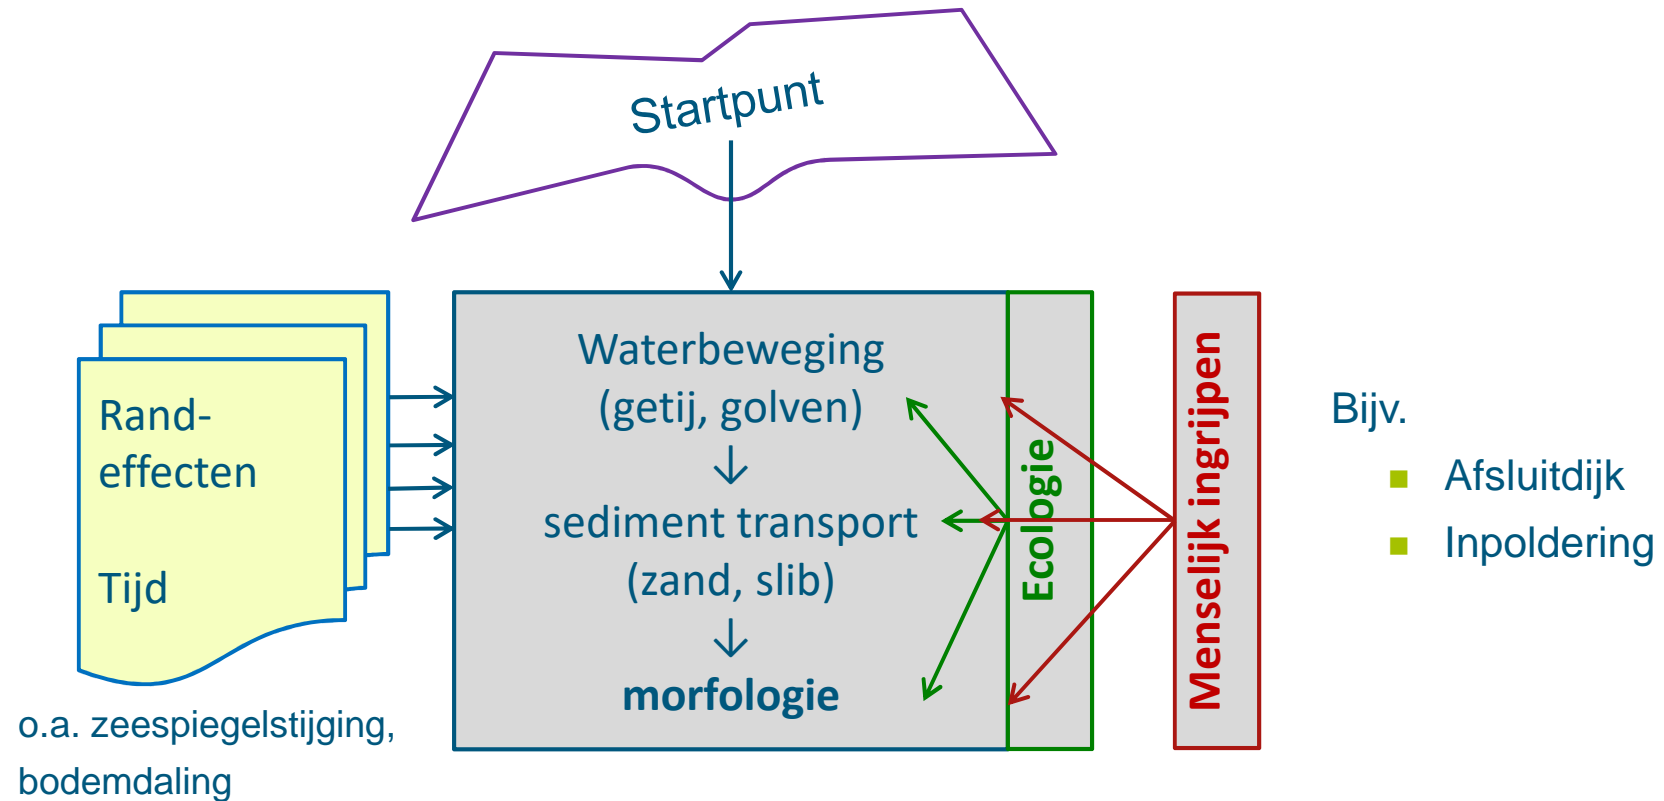 Startpunt
Rand-
effecten
Tijd
o.a. zeespiegelstijging,
bodemdaling
Waterbeweging
(getij, golven)
↓
sediment transport
(zand, slib)
↓
morfologie
Ecologie
Menselijk ingrijpen
Bijv.
■ Afsluitdijk
■ Inpoldering